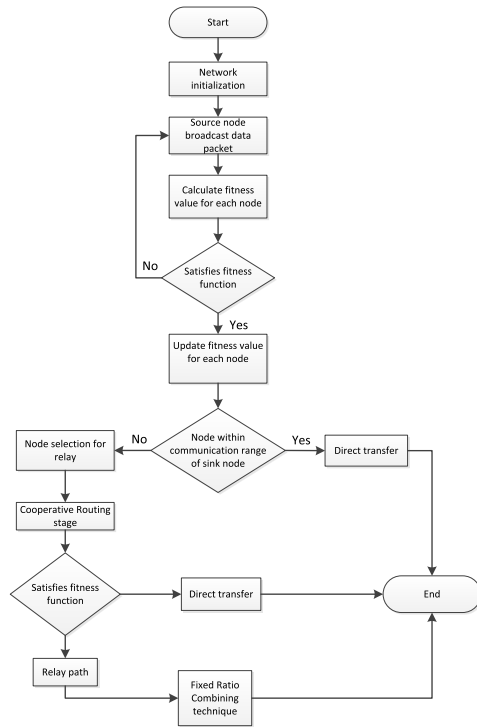 Start
Network
initialization
Source node
broadcast data
packet
Calculate fitness
value for each node
No
Satisfies fitness
function
Yes
Update fitness value
for each node
No
Node within
communication range
of sink node
Yes
Direct transfer
Node selection for
relay
Cooperative Routing
stage
Satisfies fitness
function
Direct transfer
End
Relay path
Fixed Ratio
Combining
technique